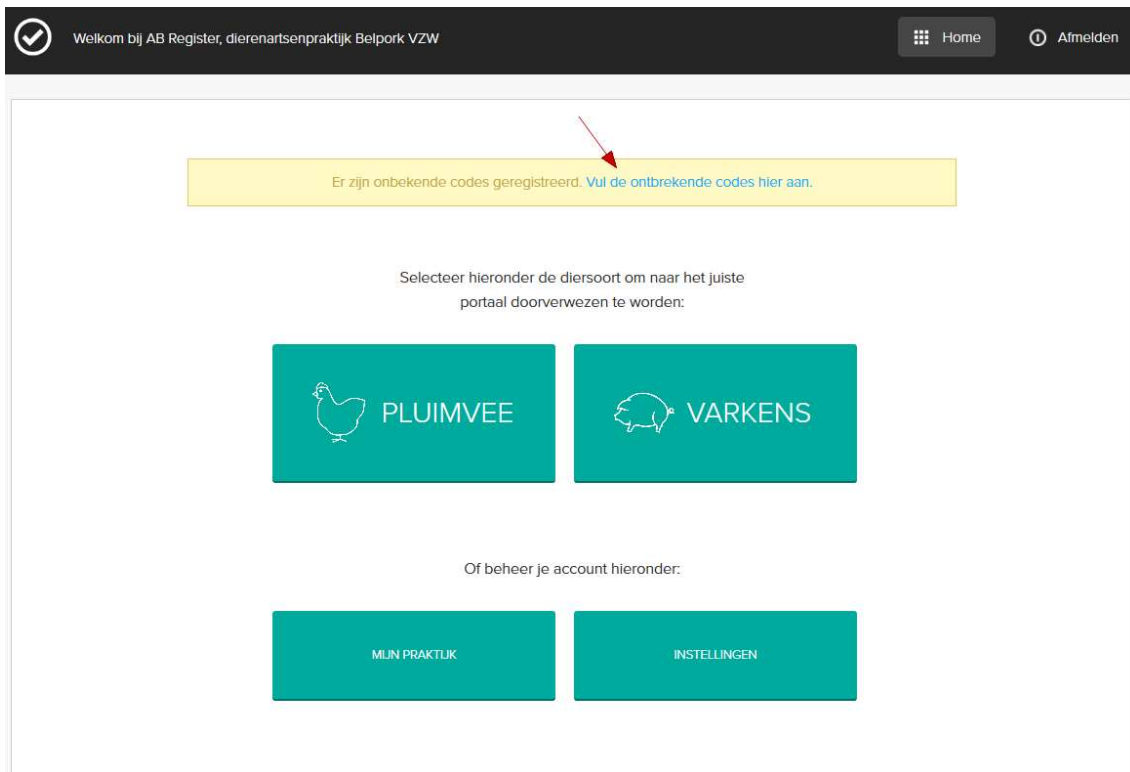 Welkom bij AB Register, dierenartsenpraktijk Belpork VZW
Home
Afmelden
Er zijn onbekende codes geregistreerd. Vul de ontbrekende codes hier aan.
Selecteer hieronder de diersoort om naar het juiste
portaal doorverwezen te worden:
PLUIMVEE
VARKENS
Of beheer je account hieronder:
MIJN PRAKTIJK
INSTELLINGEN